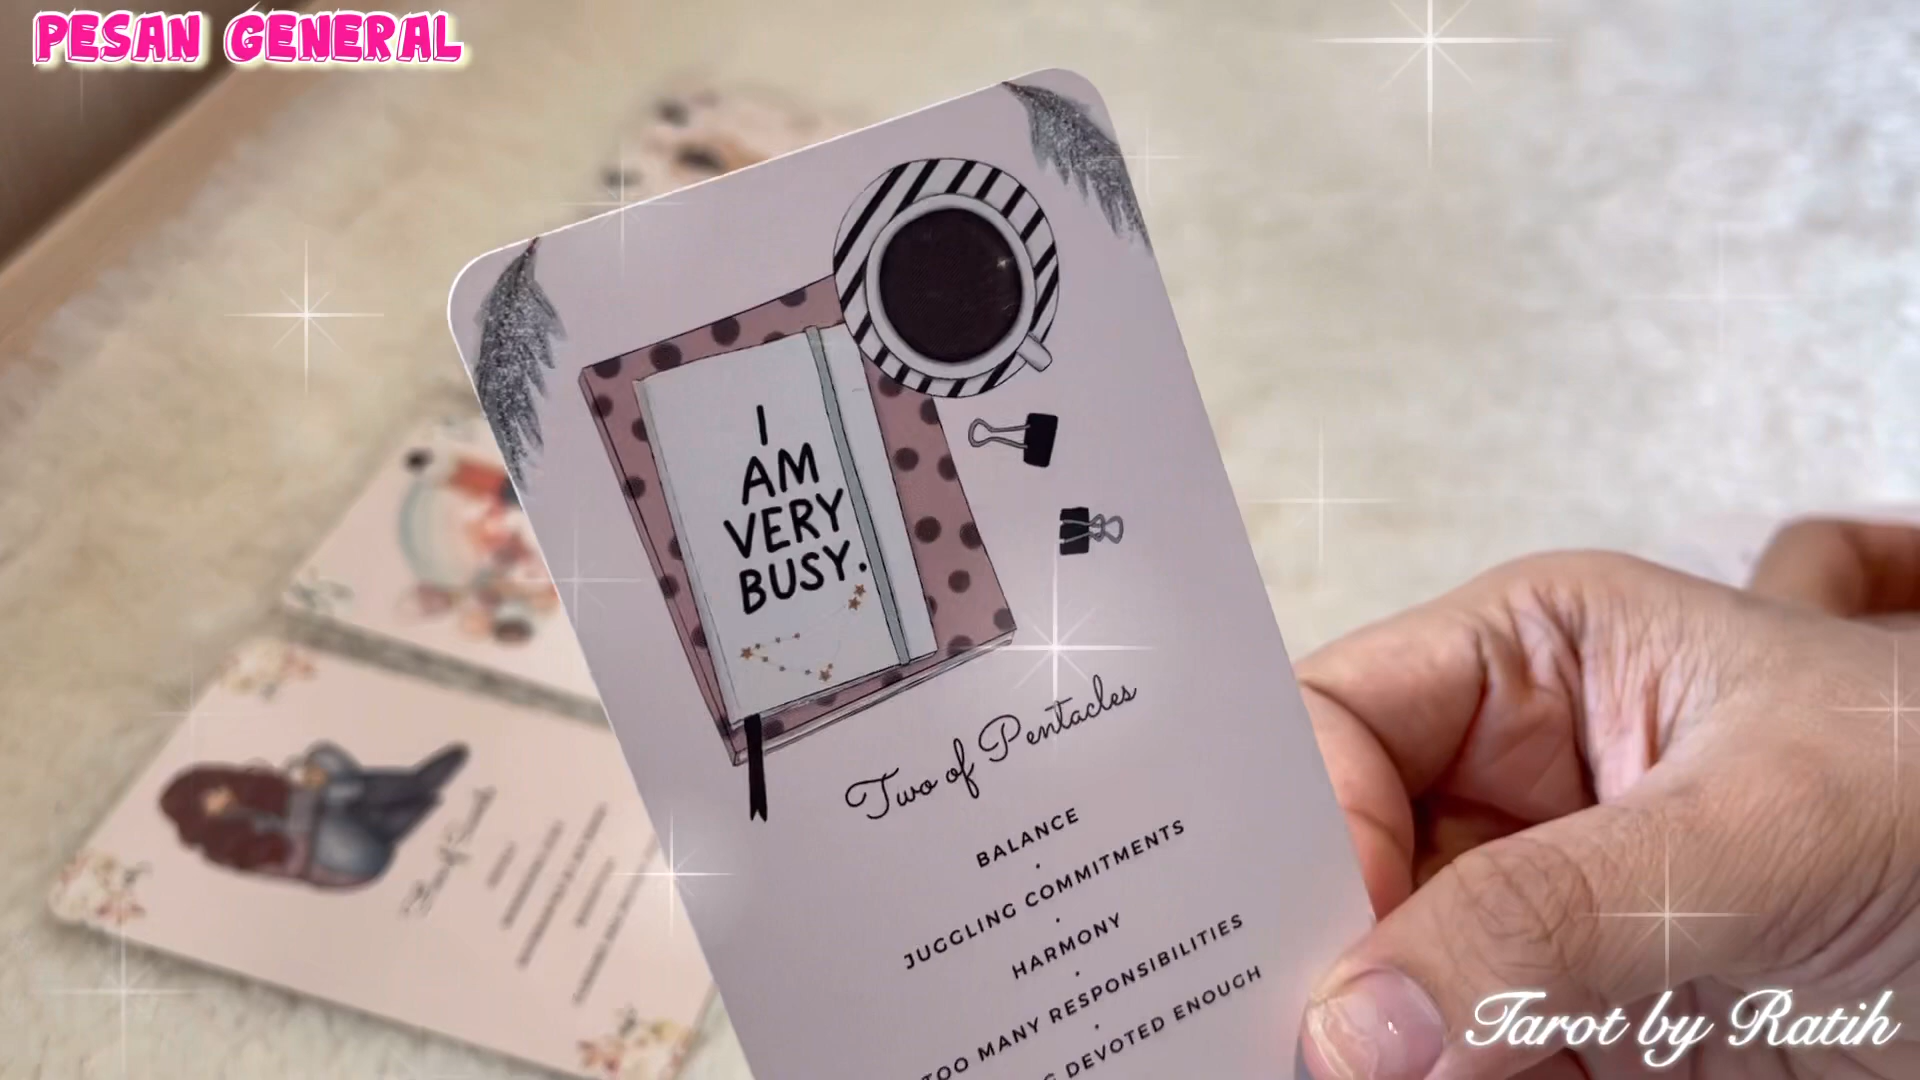 PESAN GENERAL
I
AM
VERY
BUSY.
Two of Pentacles
BALANCE
JUGGLING COMMITMENTS
HARMONY
TOO MANY RESPONSIBILITIES
DEVOTED ENOUGH
Tarot by Ratih